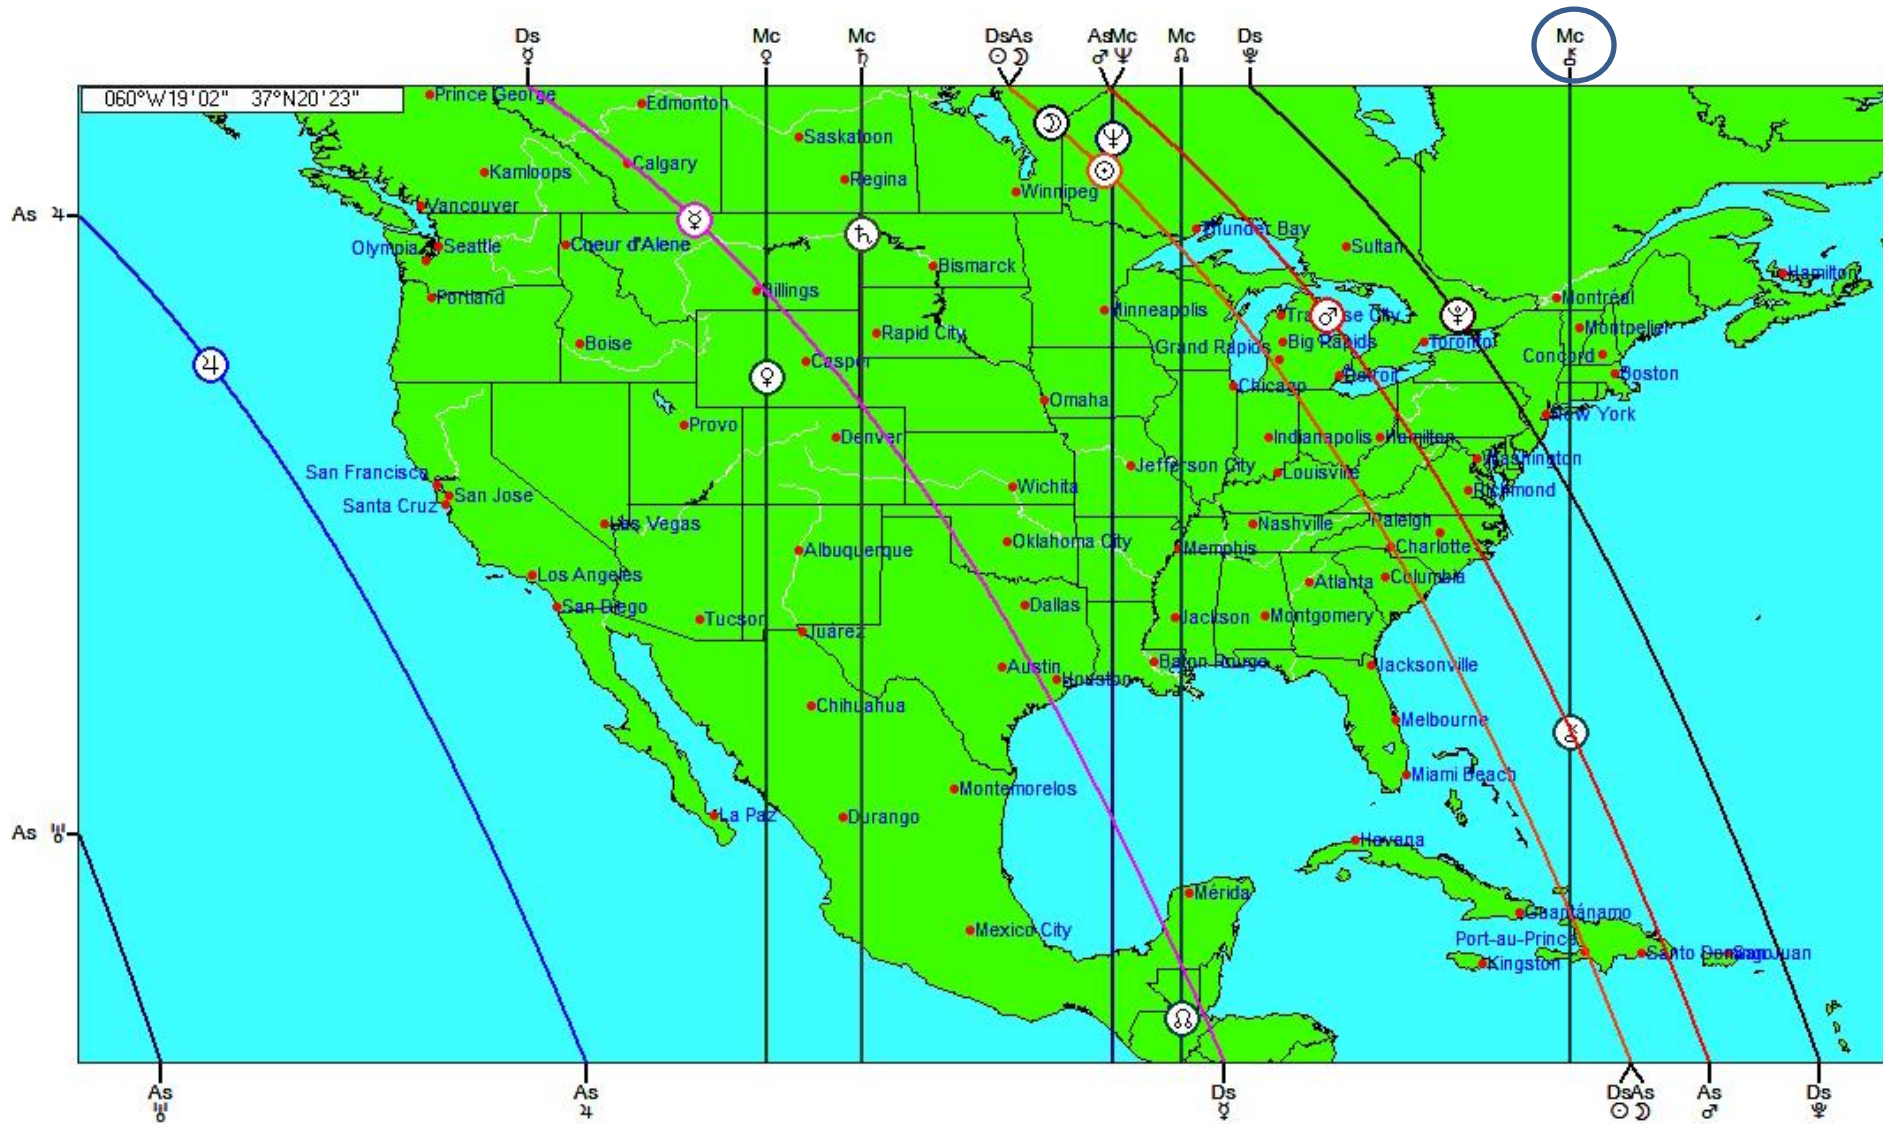 Ds Mc Mc DsAs AsMc Mc Ds Mc
☿ ♀ ♄ ☉☽ ♂♆ ☊ ♇ ⚷
060°W19'02" 37°N20'23"
Prince George
Edmonton
Saskatoon
Calgary
Kamloops
Regina
Winnipeg
Vancouver
As ♃
Thunder Bay
Olympia
Seattle
Coeur d'Alene
Sultan
Bismarck
Hamilton
Portland
Billings
Montréal
Minneapolis
Traverse City
Rapid City
Montpelier
Boise
Grand Rapids
Big Rapids
Toronto
Concord
Casper
Detroit
Boston
Chicago
Omaha
New York
Provo
Denver
Indianapolis
Hamilton
Washington
Jefferson City
San Francisco
Louisville
Wichita
Richmond
San Jose
Santa Cruz
Las Vegas
Nashville
Raleigh
Oklahoma City
Memphis
Charlotte
Albuquerque
Los Angeles
Atlanta
Columbia
San Diego
Dallas
Tucson
Juárez
Jackson
Montgomery
Austin
Baton Rouge
Jacksonville
Houston
Chihuahua
Melbourne
Miami Beach
Montemorelos
La Paz
Durango
As ♅
Havana
Mérida
Guantánamo
Mexico City
Port-au-Prince
Kingston
Santo Domingo
San Juan
As As Ds DsAs As Ds
♅ ♃ ☿ ☉☽ ♂ ♇